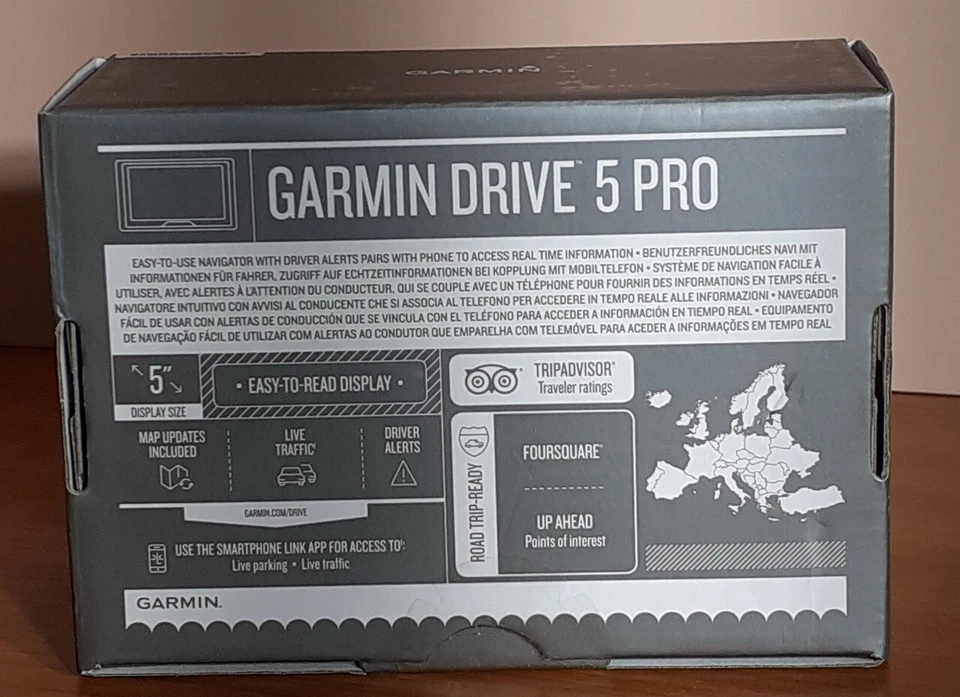 GARMIN
GARMIN DRIVE™ 5 PRO
EASY-TO-USE NAVIGATOR WITH DRIVER ALERTS PAIRS WITH PHONE TO ACCESS REAL TIME INFORMATION • BENUTZERFREUNDLICHES NAVI MIT
INFORMATIONEN FÜR FAHRER, ZUGRIFF AUF ECHTZEITINFORMATIONEN BEI KOPPLUNG MIT MOBILTELEFON • SYSTÈME DE NAVIGATION FACILE À
UTILISER, AVEC ALERTES À L'ATTENTION DU CONDUCTEUR, QUI SE COUPLE AVEC UN TÉLÉPHONE POUR FOURNIR DES INFORMATIONS EN TEMPS RÉEL •
NAVIGATORE INTUITIVO CON AVVISI AL CONDUCENTE CHE SI ASSOCIA AL TELEFONO PER ACCEDERE IN TEMPO REALE ALLE INFORMAZIONI • NAVEGADOR
FÁCIL DE USAR CON ALERTAS DE CONDUCCIÓN QUE SE VINCULA CON EL TELÉFONO PARA ACCEDER A INFORMACIÓN EN TIEMPO REAL • EQUIPAMENTO
DE NAVEGAÇÃO FÁCIL DE UTILIZAR COM ALERTAS AO CONDUTOR QUE EMPARELHA COM TELEMÓVEL PARA ACEDER A INFORMAÇÕES EM TEMPO REAL
5"
DISPLAY SIZE
• EASY-TO-READ DISPLAY •
MAP UPDATES
INCLUDED
LIVE
TRAFFIC¹
DRIVER
ALERTS
GARMIN.COM/DRIVE
USE THE SMARTPHONE LINK APP FOR ACCESS TO¹:
Live parking • Live traffic
TRIPADVISOR®
Traveler ratings
ROAD TRIP-READY
FOURSQUARE®
UP AHEAD
Points of interest
GARMIN.